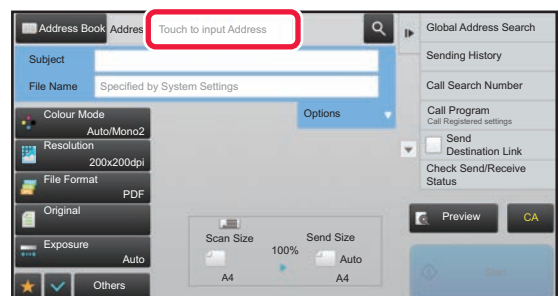 Address Book Addres Touch to input Address
Subject
File Name Specified by System Settings
Options
Colour Mode
Auto/Mono2
Resolution
200x200dpi
File Format
PDF
Original
Exposure
Auto
Others
Scan Size
A4
100%
Send Size
Auto
A4
Global Address Search
Sending History
Call Search Number
Call Program
Call Registered settings
Send
Destination Link
Check Send/Receive
Status
Preview
CA
Start